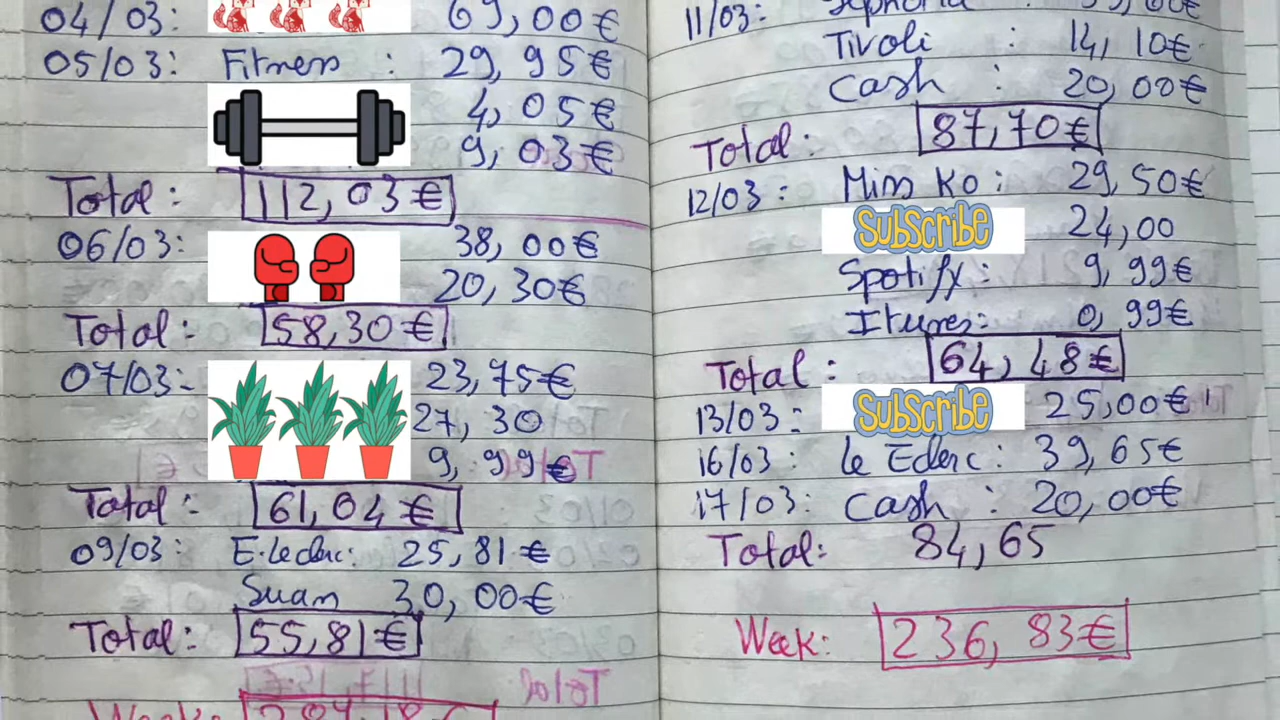 04/03: 69,00€
05/03: Fitness : 29,95€
4,05€
9,03€
Total: 112,03€
06/03: 38,00€
20,30€
Total: 58,30€
07/03: 23,75€
27,30
9,99€
Total: 61,04€
09/03: E.leclerc: 25,81€
30,00€
Total: 55,81€
Week:
11/03:
Tivoli : 14,10€
Cash : 20,00€
Total: 87,70€
12/03: Miss Ko: 29,50€
Subscribe 24,00
Spotify: 9,99€
Itunes: 0,99€
Total: 64,48€
13/03: Subscribe 25,00€
16/03: le Eclerc: 39,65€
17/03: Cash : 20,00€
Total: 84,65
Week: 236,83€